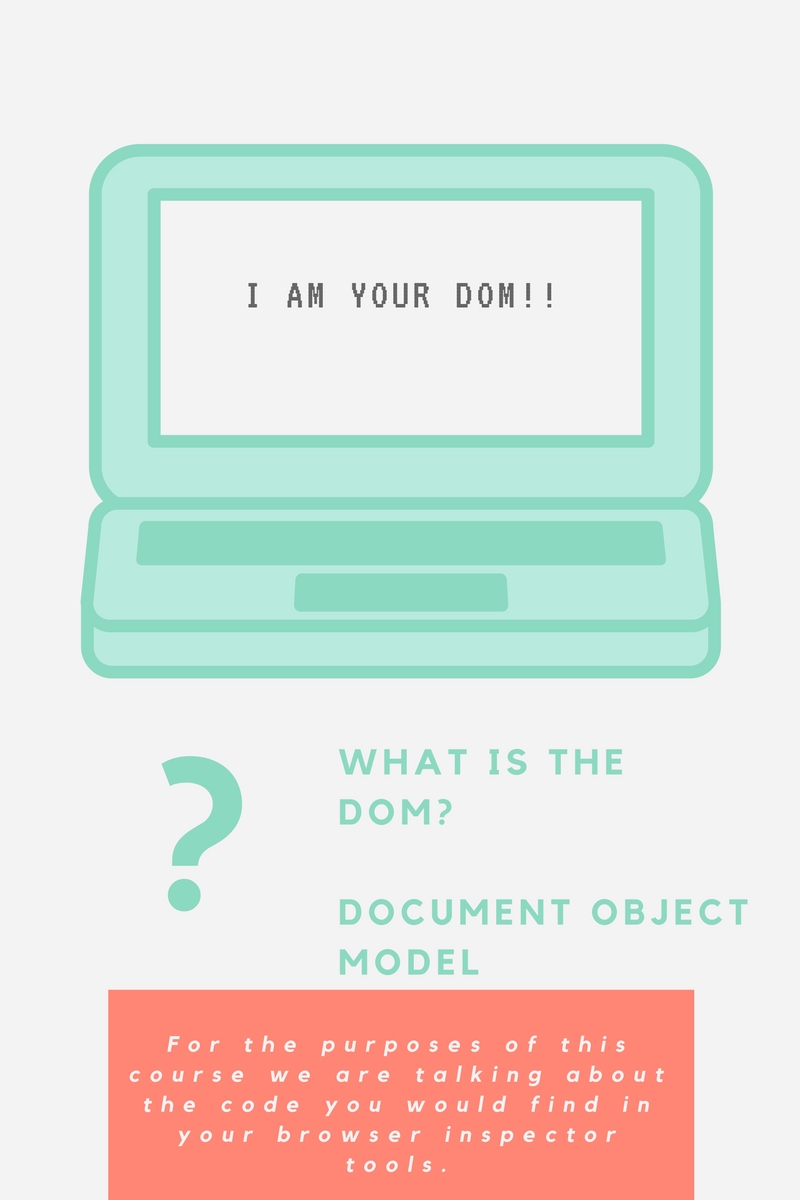 I AM YOUR DOM!!
?
WHAT IS THE
DOM?
DOCUMENT OBJECT
MODEL
For the purposes of this
course we are talking about
the code you would find in
your browser inspector
tools.